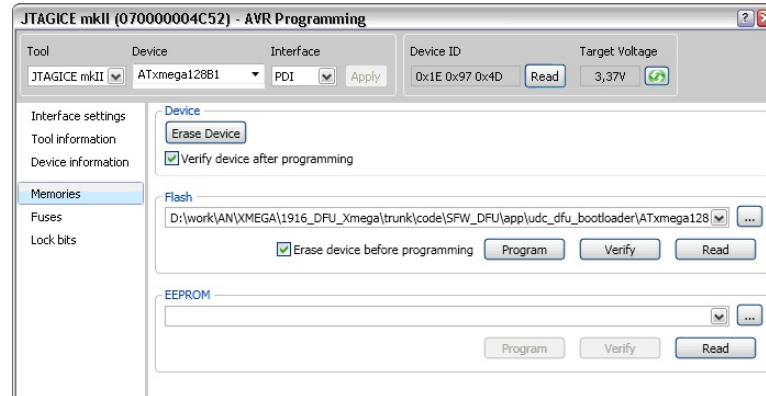 JTAGICE mkII (070000004C52) - AVR Programming
Tool Device Interface Device ID Target Voltage
JTAGICE mkII ATxmega128B1 PDI Apply 0x1E 0x97 0x4D Read 3,37V
Interface settings
Tool information
Device information
Memories
Fuses
Lock bits
Device
Erase Device
Verify device after programming
Flash
D:\work\AN\XMEGA\1916_DFU_Xmega\trunk\code\SFW_DFU\app\udc_dfu_bootloader\ATxmega128 ...
Erase device before programming Program Verify Read
EEPROM
...
Program Verify Read